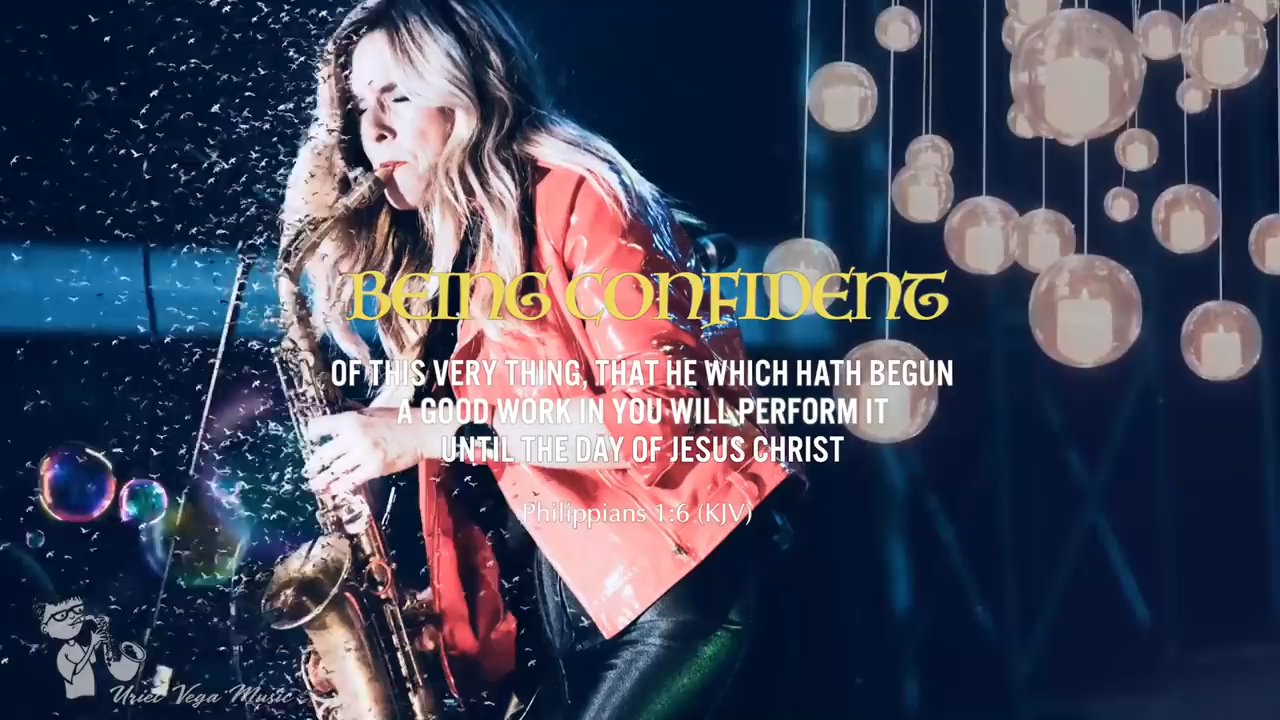 BEING CONFIDENT
OF THIS VERY THING, THAT HE WHICH HATH BEGUN
A GOOD WORK IN YOU WILL PERFORM IT
UNTIL THE DAY OF JESUS CHRIST
Philippians 1:6 (KJV)
Uriel Vega Music